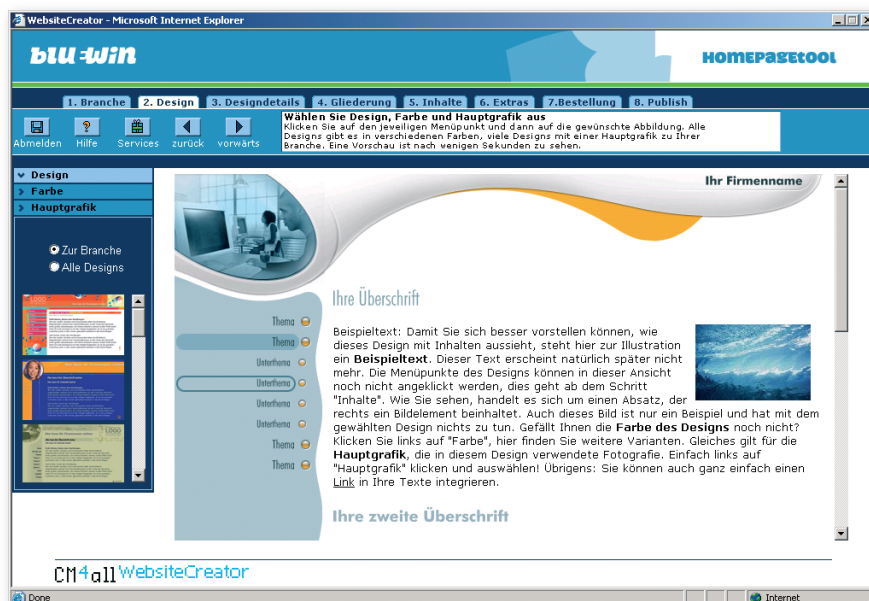 WebsiteCreator - Microsoft Internet Explorer
blu win
HOMEPAGETOOL
1. Branche
2. Design
3. Designdetails
4. Gliederung
5. Inhalte
6. Extras
7.Bestellung
8. Publish
Abmelden
Hilfe
Services
zurück
vorwärts
Wählen Sie Design, Farbe und Hauptgrafik aus
Klicken Sie auf den jeweiligen Menüpunkt und dann auf die gewünschte Abbildung. Alle
Designs gibt es in verschiedenen Farben, viele Designs mit einer Hauptgrafik zu Ihrer
Branche. Eine Vorschau ist nach wenigen Sekunden zu sehen.
Design
Farbe
Hauptgrafik
Zur Branche
Alle Designs
LOGO
LOGO
Ihr Firmenname
Thema
Thema
Unterthema
Unterthema
Unterthema
Unterthema
Thema
Thema
Ihre Überschrift
Beispieltext: Damit Sie sich besser vorstellen können, wie
dieses Design mit Inhalten aussieht, steht hier zur Illustration
ein Beispieltext. Dieser Text erscheint natürlich später nicht
mehr. Die Menüpunkte des Designs können in dieser Ansicht
noch nicht angeklickt werden, dies geht ab dem Schritt
"Inhalte". Wie Sie sehen, handelt es sich um einen Absatz, der
rechts ein Bildelement beinhaltet. Auch dieses Bild ist nur ein Beispiel und hat mit dem
gewählten Design nichts zu tun. Gefällt Ihnen die Farbe des Designs noch nicht?
Klicken Sie links auf "Farbe", hier finden Sie weitere Varianten. Gleiches gilt für die
Hauptgrafik, die in diesem Design verwendete Fotografie. Einfach links auf
"Hauptgrafik" klicken und auswählen! Übrigens: Sie können auch ganz einfach einen
Link in Ihre Texte integrieren.
Ihre zweite Überschrift
CM4all WebsiteCreator
Done
Internet